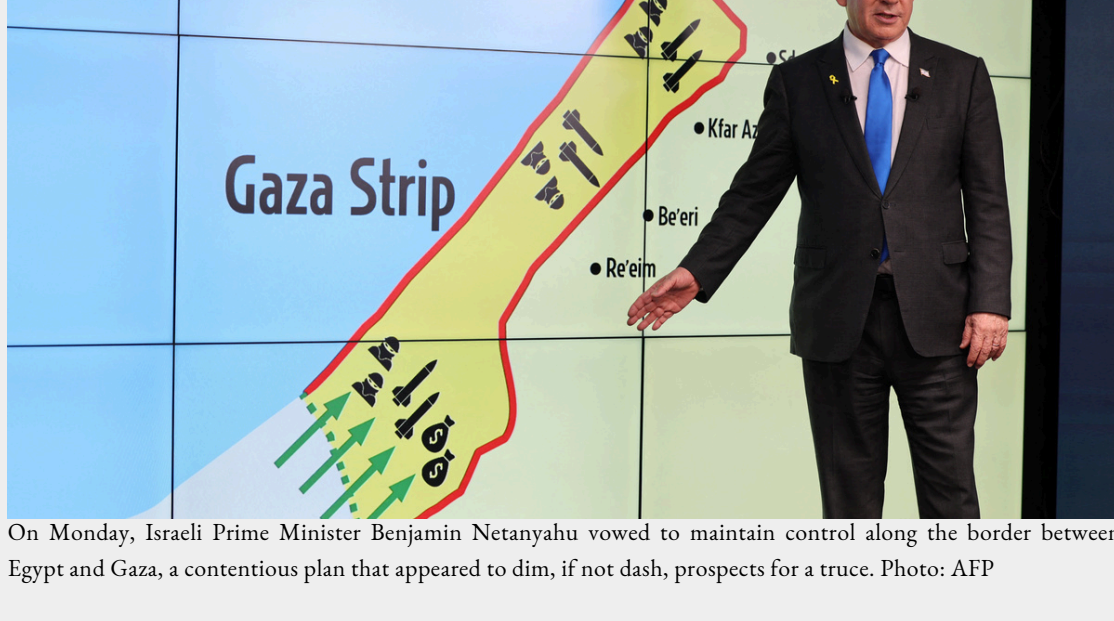 Gaza Strip
Kfar
Be'eri
Re'eim
$
$
On Monday, Israeli Prime Minister Benjamin Netanyahu vowed to maintain control along the border between
Egypt and Gaza, a contentious plan that appeared to dim, if not dash, prospects for a truce. Photo: AFP